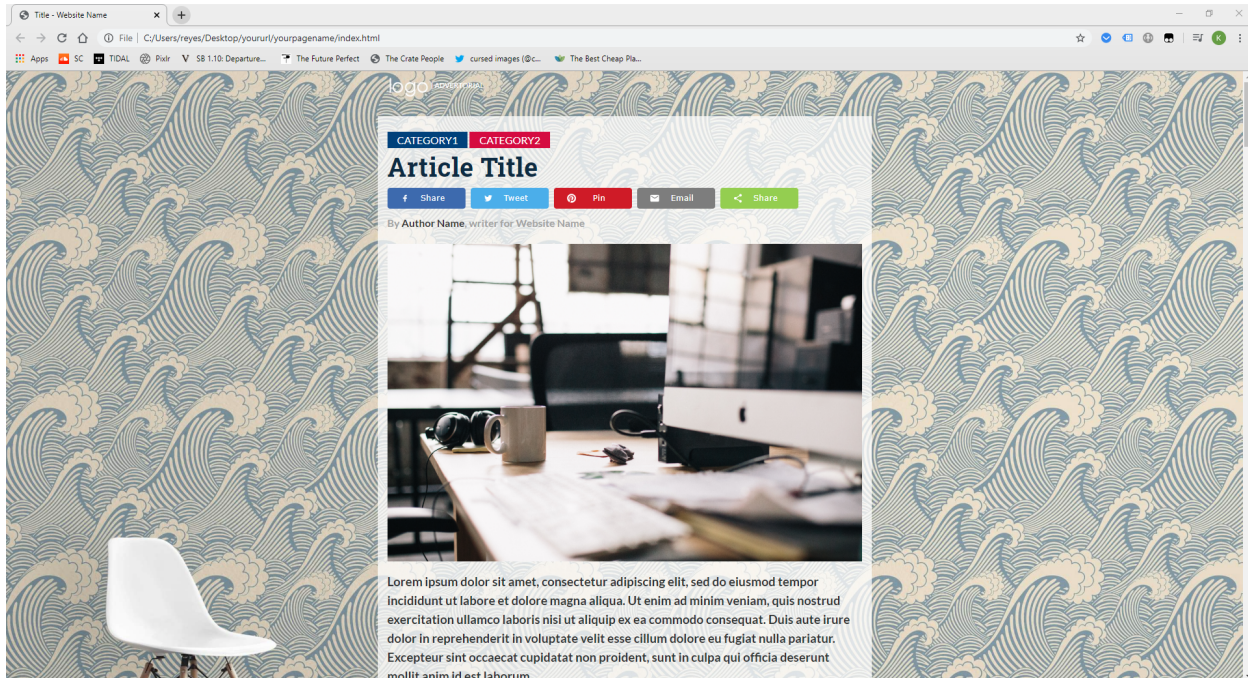 Title - Website Name
File C:/Users/reyes/Desktop/yoururl/yourpagename/index.html
K
Apps SC TIDAL Pixlr SB 1.10: Departure... The Future Perfect The Crate People cursed images (@c... The Best Cheap Pla...
logo ADVERTORIAL
CATEGORY1 CATEGORY2
Article Title
Share Tweet Pin Email Share
By Author Name, writer for Website Name
Lorem ipsum dolor sit amet, consectetur adipiscing elit, sed do eiusmod tempor
incididunt ut labore et dolore magna aliqua. Ut enim ad minim veniam, quis nostrud
exercitation ullamco laboris nisi ut aliquip ex ea commodo consequat. Duis aute irure
dolor in reprehenderit in voluptate velit esse cillum dolore eu fugiat nulla pariatur.
Excepteur sint occaecat cupidatat non proident, sunt in culpa qui officia deserunt
mollit anim id est laborum.